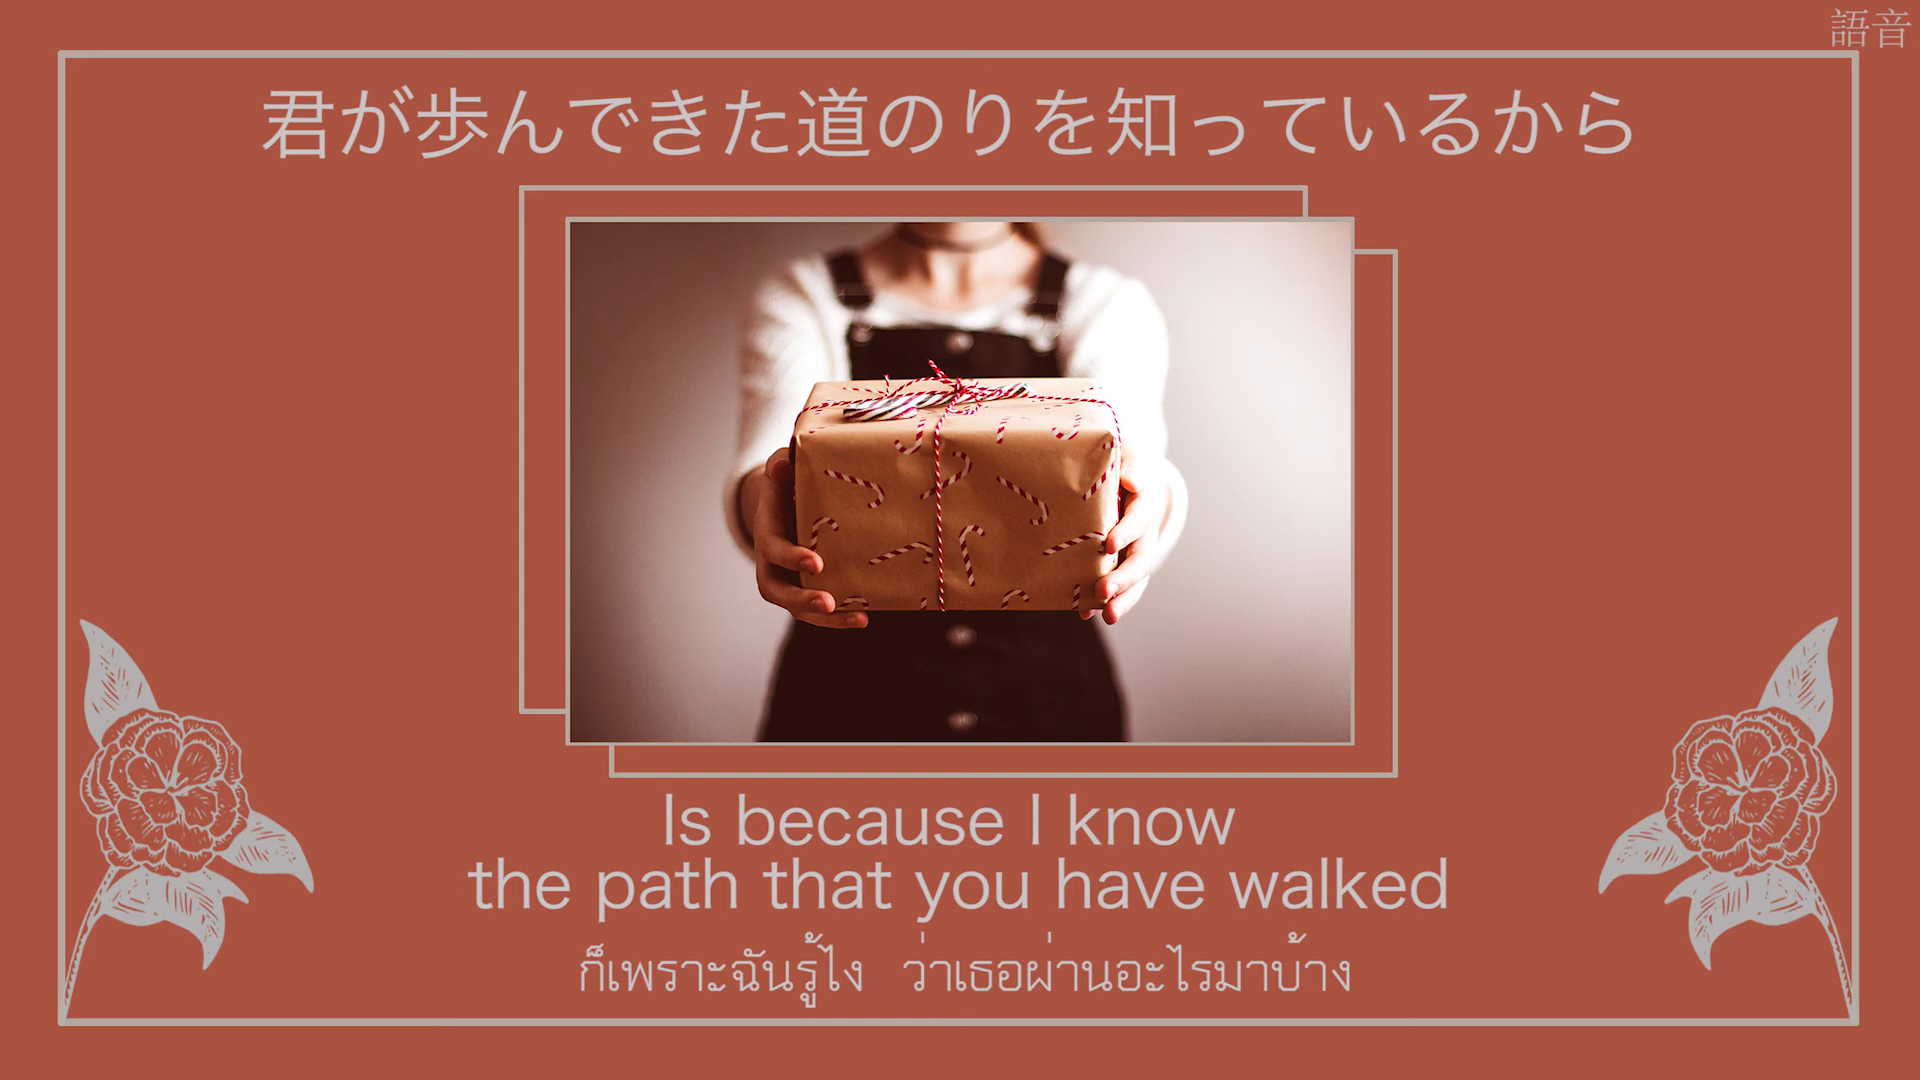 語音
君が歩んできた道のりを知っているから
Is because I know
the path that you have walked
ก็เพราะฉันรู้ไง ว่าเธอผ่านอะไรมาบ้าง